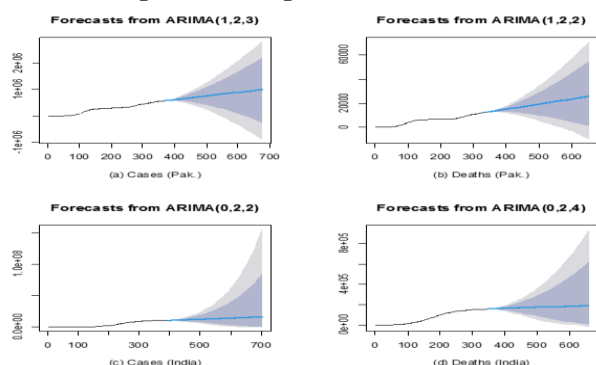 Forecasts from ARIMA(1,2,3)
-1e+06 1e+06 2e+06
0 100 200 300 400 500 600 700
(a) Cases (Pak.)
Forecasts from ARIMA(1,2,2)
0 20000 60000
0 100 200 300 400 500 600
(b) Deaths (Pak.)
Forecasts from ARIMA(0,2,2)
0.0e+00 1.0e+08
0 100 300 500 700
(c) Cases (India)
Forecasts from ARIMA(0,2,4)
0e+00 4e+05 8e+05
0 100 200 300 400 500 600
(d) Deaths (India)